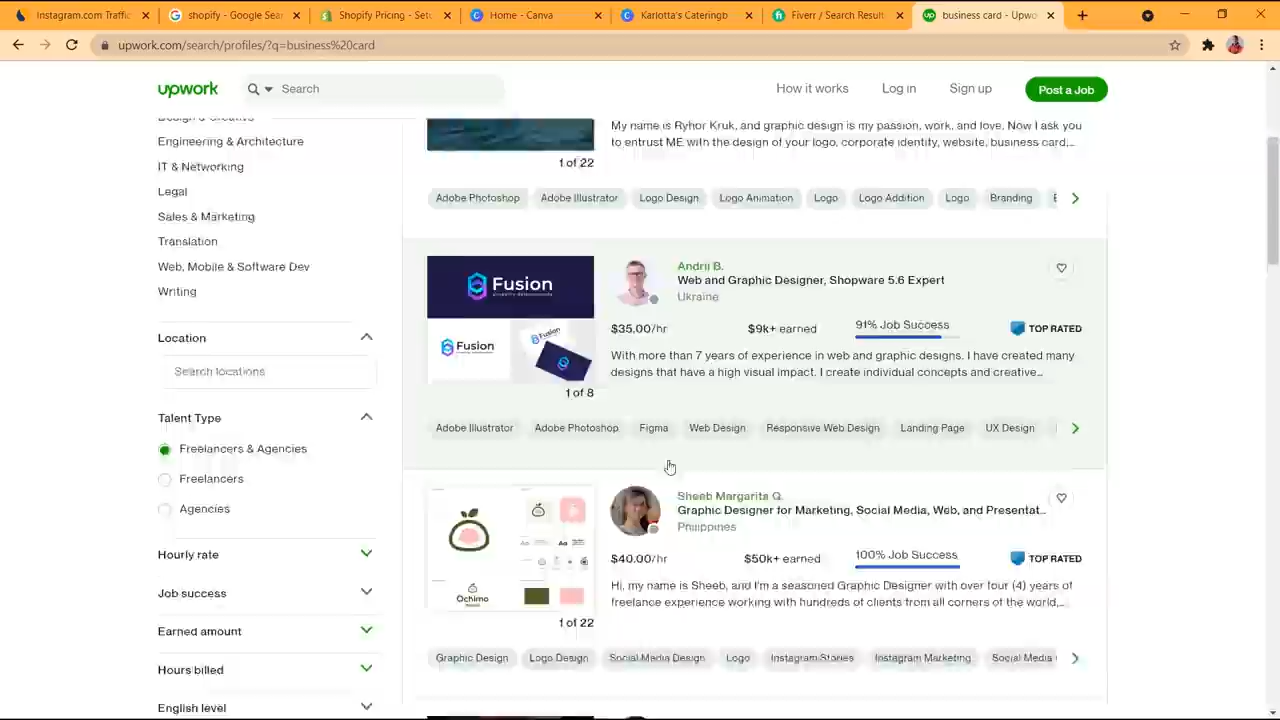 Instagram.com Traffi
shopify - Google Sear
Shopify Pricing - Setu
Home - Canva
Karlotta's Cateringb
Fiverr / Search Result
business card - Upwo
upwork.com/search/profiles/?q=business%20card
upwork
Search
How it works
Log in
Sign up
Post a Job
Design & Creative
Engineering & Architecture
IT & Networking
Legal
Sales & Marketing
Translation
Web, Mobile & Software Dev
Writing
Location
Search locations
Talent Type
Freelancers & Agencies
Freelancers
Agencies
Hourly rate
Job success
Earned amount
Hours billed
English level
1 of 22
My name is Ryhor Kruk, and graphic design is my passion, work, and love. Now I ask you
to entrust ME with the design of your logo, corporate identity, website, business card,...
Adobe Photoshop
Adobe Illustrator
Logo Design
Logo Animation
Logo
Logo Addition
Logo
Branding
Fusion
Fusion
Fusion
1 of 8
Andrii B.
Web and Graphic Designer, Shopware 5.6 Expert
Ukraine
$35.00/hr
$9k+ earned
91% Job Success
TOP RATED
With more than 7 years of experience in web and graphic designs. I have created many
designs that have a high visual impact. I create individual concepts and creative...
Adobe Illustrator
Adobe Photoshop
Figma
Web Design
Responsive Web Design
Landing Page
UX Design
Ochimo
1 of 22
Sheeb Margarita Q.
Graphic Designer for Marketing, Social Media, Web, and Presentat...
Philippines
$40.00/hr
$50k+ earned
100% Job Success
TOP RATED
Hi, my name is Sheeb, and I'm a seasoned Graphic Designer with over four (4) years of
freelance experience working with hundreds of clients from all corners of the world,...
Graphic Design
Logo Design
Social Media Design
Logo
Instagram Stories
Instagram Marketing
Social Media